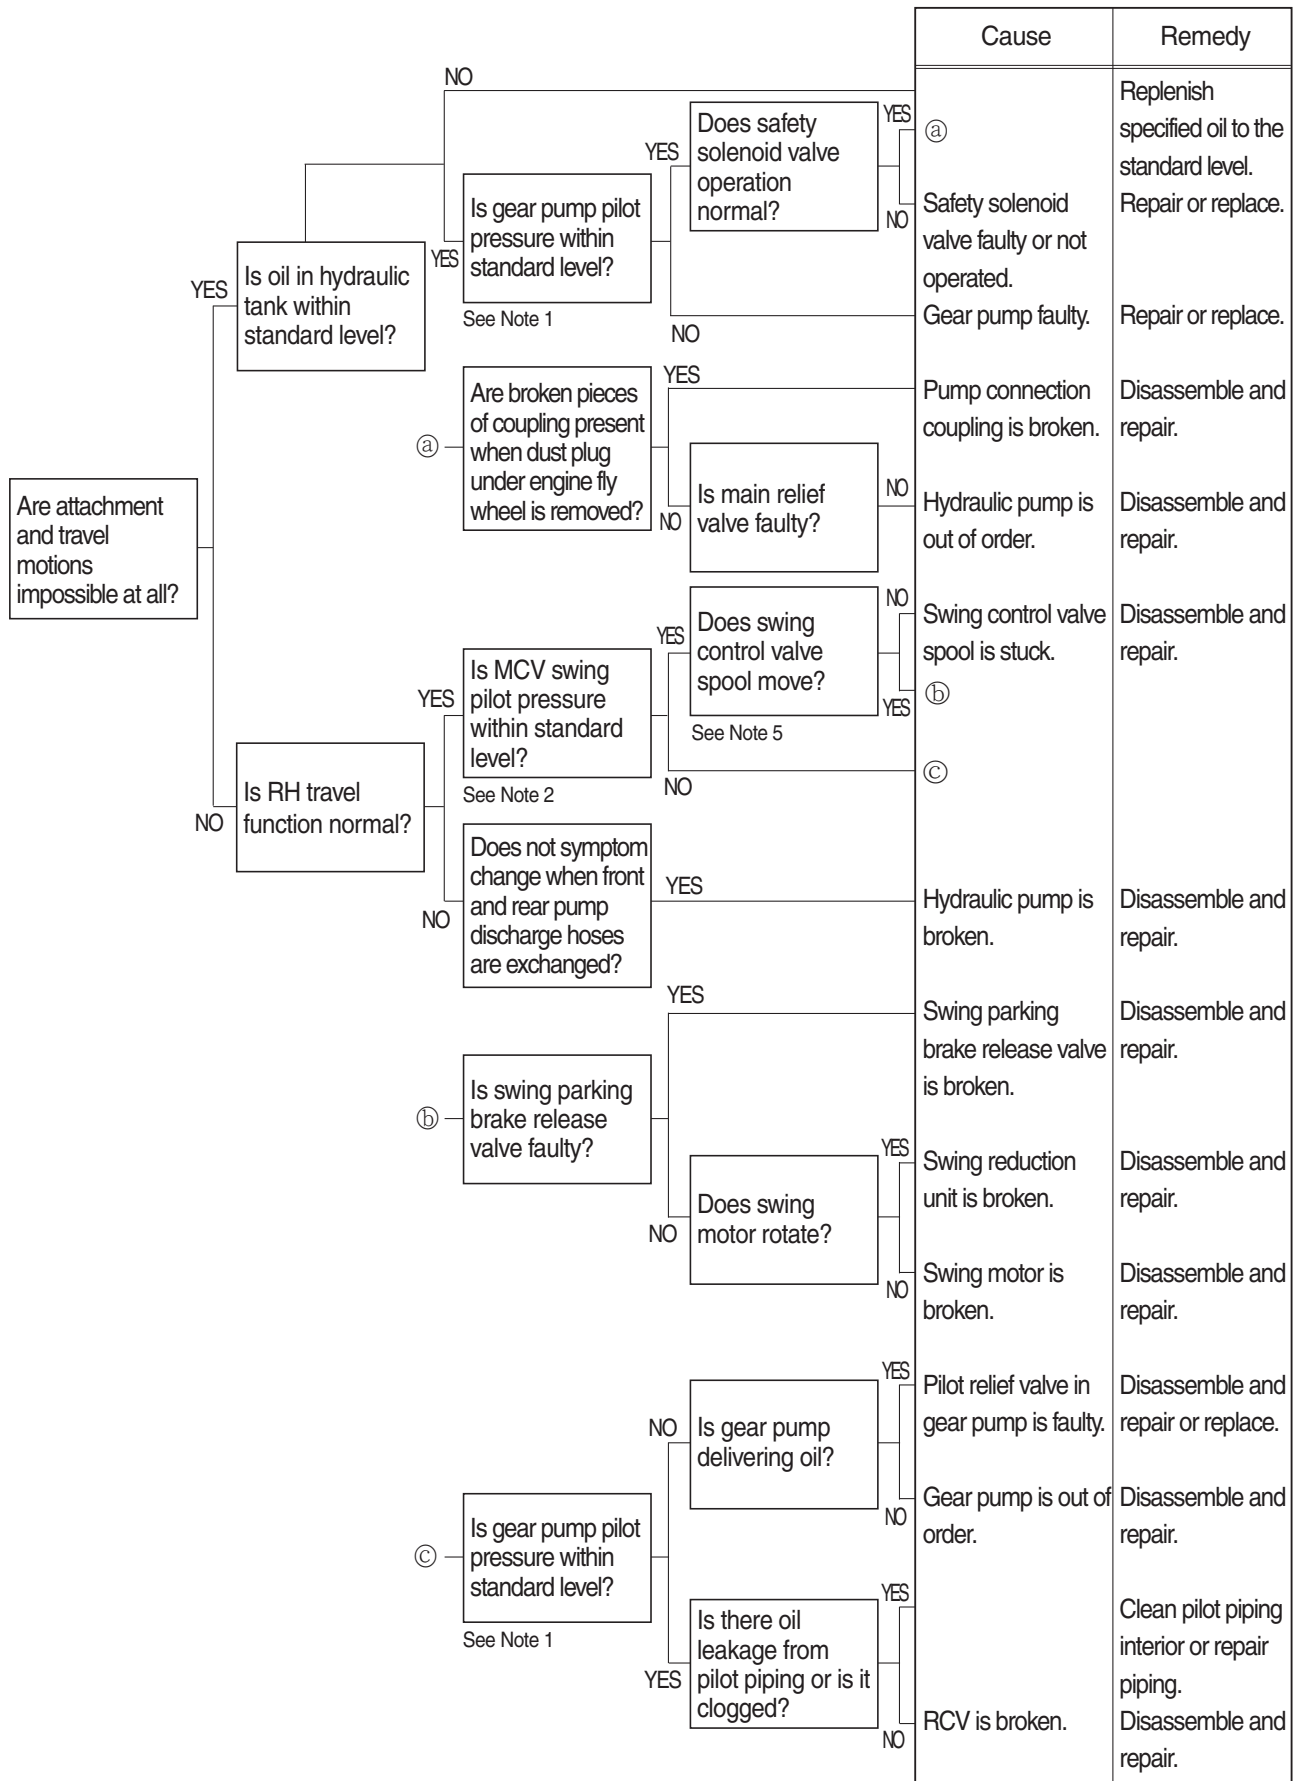 Cause
Remedy
NO
Replenish
specified oil to the
standard level.
Does safety
solenoid valve
operation
normal?
YES
YES
ⓐ
NO
Is gear pump pilot
pressure within
standard level?
YES
See Note 1
Safety solenoid
valve faulty or not
operated.
Repair or replace.
Is oil in hydraulic
tank within
standard level?
YES
NO
Gear pump faulty.
Repair or replace.
ⓐ
Are broken pieces
of coupling present
when dust plug
under engine fly
wheel is removed?
YES
Pump connection
coupling is broken.
Disassemble and
repair.
NO
Is main relief
valve faulty?
NO
Hydraulic pump is
out of order.
Disassemble and
repair.
Are attachment
and travel
motions
impossible at all?
Does swing
control valve
spool move?
See Note 5
YES
NO
Swing control valve
spool is stuck.
Disassemble and
repair.
YES
ⓑ
YES
Is MCV swing
pilot pressure
within standard
level?
See Note 2
NO
ⓒ
NO
Is RH travel
function normal?
NO
Does not symptom
change when front
and rear pump
discharge hoses
are exchanged?
YES
Hydraulic pump is
broken.
Disassemble and
repair.
ⓑ
Is swing parking
brake release
valve faulty?
YES
Swing parking
brake release valve
is broken.
Disassemble and
repair.
NO
Does swing
motor rotate?
YES
Swing reduction
unit is broken.
Disassemble and
repair.
NO
Swing motor is
broken.
Disassemble and
repair.
ⓒ
Is gear pump pilot
pressure within
standard level?
See Note 1
NO
Is gear pump
delivering oil?
YES
Pilot relief valve in
gear pump is faulty.
Disassemble and
repair or replace.
NO
Gear pump is out of
order.
Disassemble and
repair.
YES
Is there oil
leakage from
pilot piping or is it
clogged?
YES
Clean pilot piping
interior or repair
piping.
NO
RCV is broken.
Disassemble and
repair.